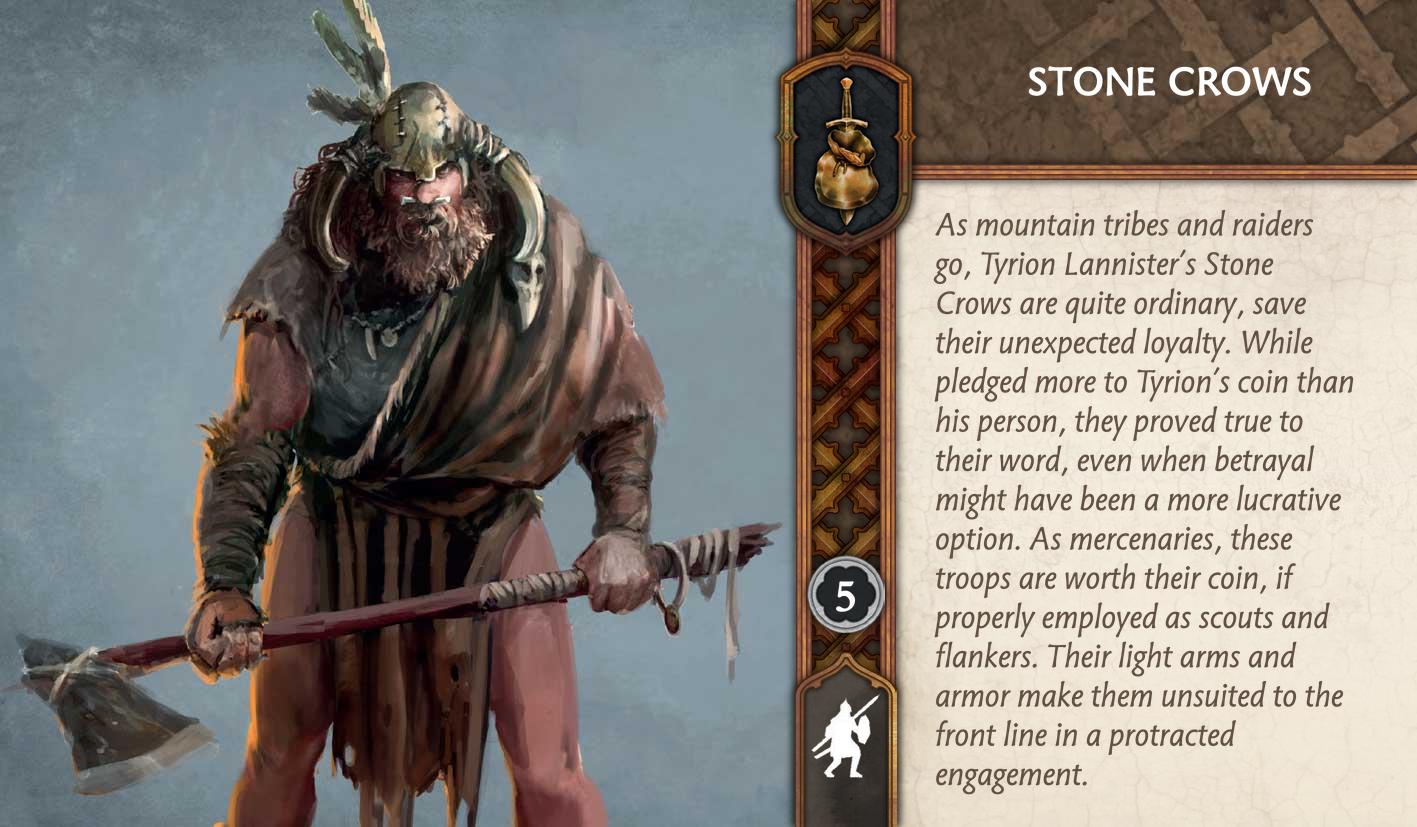 STONE CROWS
As mountain tribes and raiders
go, Tyrion Lannister's Stone
Crows are quite ordinary, save
their unexpected loyalty. While
pledged more to Tyrion's coin than
his person, they proved true to
their word, even when betrayal
might have been a more lucrative
option. As mercenaries, these
troops are worth their coin, if
properly employed as scouts and
flankers. Their light arms and
armor make them unsuited to the
front line in a protracted
engagement.
5